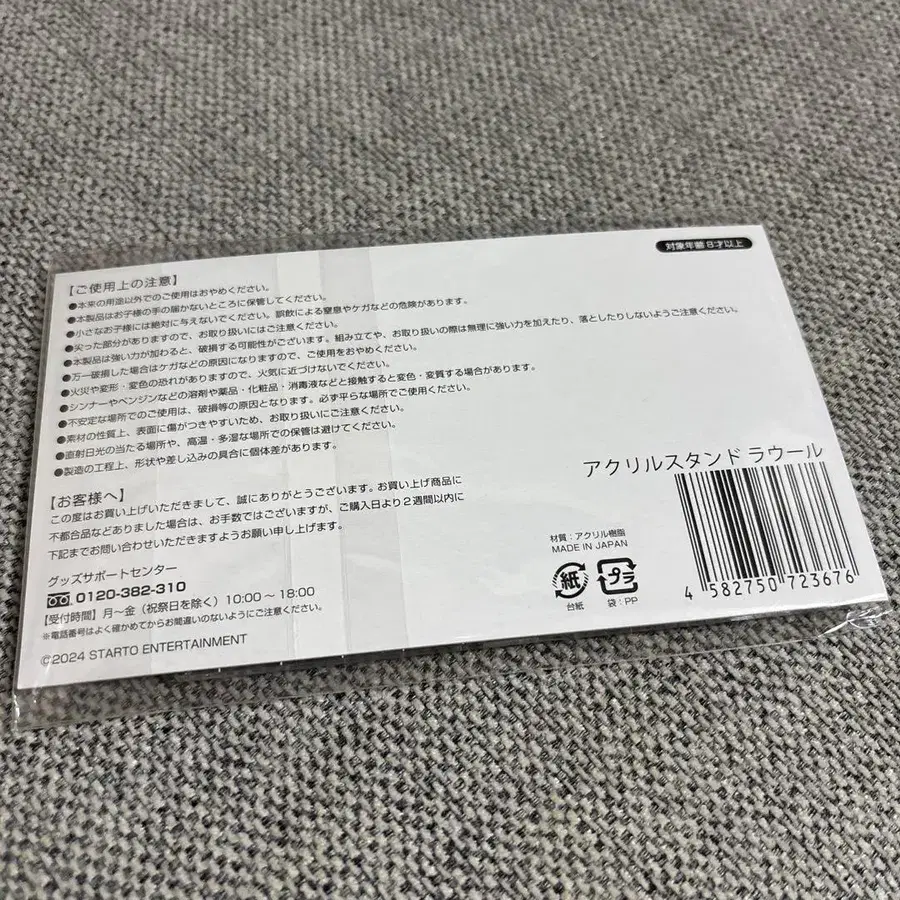 対象年齢8才以上
【ご使用上の注意】
●本来の用途以外でのご使用はおやめください。
●本製品はお子様の手の届かないところに保管してください。
●小さなお子様には絶対に与えないでください。誤飲による窒息やケガなどの危険があります。
●尖った部分がありますので、お取り扱いにはご注意ください。
●本製品は強い力が加わると、破損する可能性がございます。組み立てや、お取り扱いの際は無理に強い力を加えたり、落としたりしないようご注意ください。
●万一破損した場合はケガなどの原因になりますので、ご使用をおやめください。
●火災や変形・変色の恐れがありますので、火気に近づけないでください。
●シンナーやベンジンなどの溶剤や薬品・化粧品・消毒液などと接触すると変色・変質する場合があります。
●不安定な場所でのご使用は、破損等の原因となります。必ず平らな場所でご使用ください。
●素材の性質上、表面に傷がつきやすいため、お取り扱いにご注意ください。
●直射日光の当たる場所や、高温・多湿な場所での保管は避けてください。
●製造の工程上、形状や差し込みの具合に個体差があります。
【お客様へ】
この度はお買い上げいただきまして、誠にありがとうございます。お買い上げ商品に
不都合品などありました場合は、お手数ではございますが、ご購入日より2週間以内に
下記までお問い合わせいただきますようお願い申し上げます。
グッズサポートセンター
0120-382-310
【受付時間】月～金（祝祭日を除く）10:00～18:00
※電話番号はよく確かめてからお間違いのないようにご注意ください。
©2024 STARTO ENTERTAINMENT
アクリルスタンド ラウール
材質：アクリル樹脂
MADE IN JAPAN
紙
プラ
台紙
袋：PP
4 582750 723676